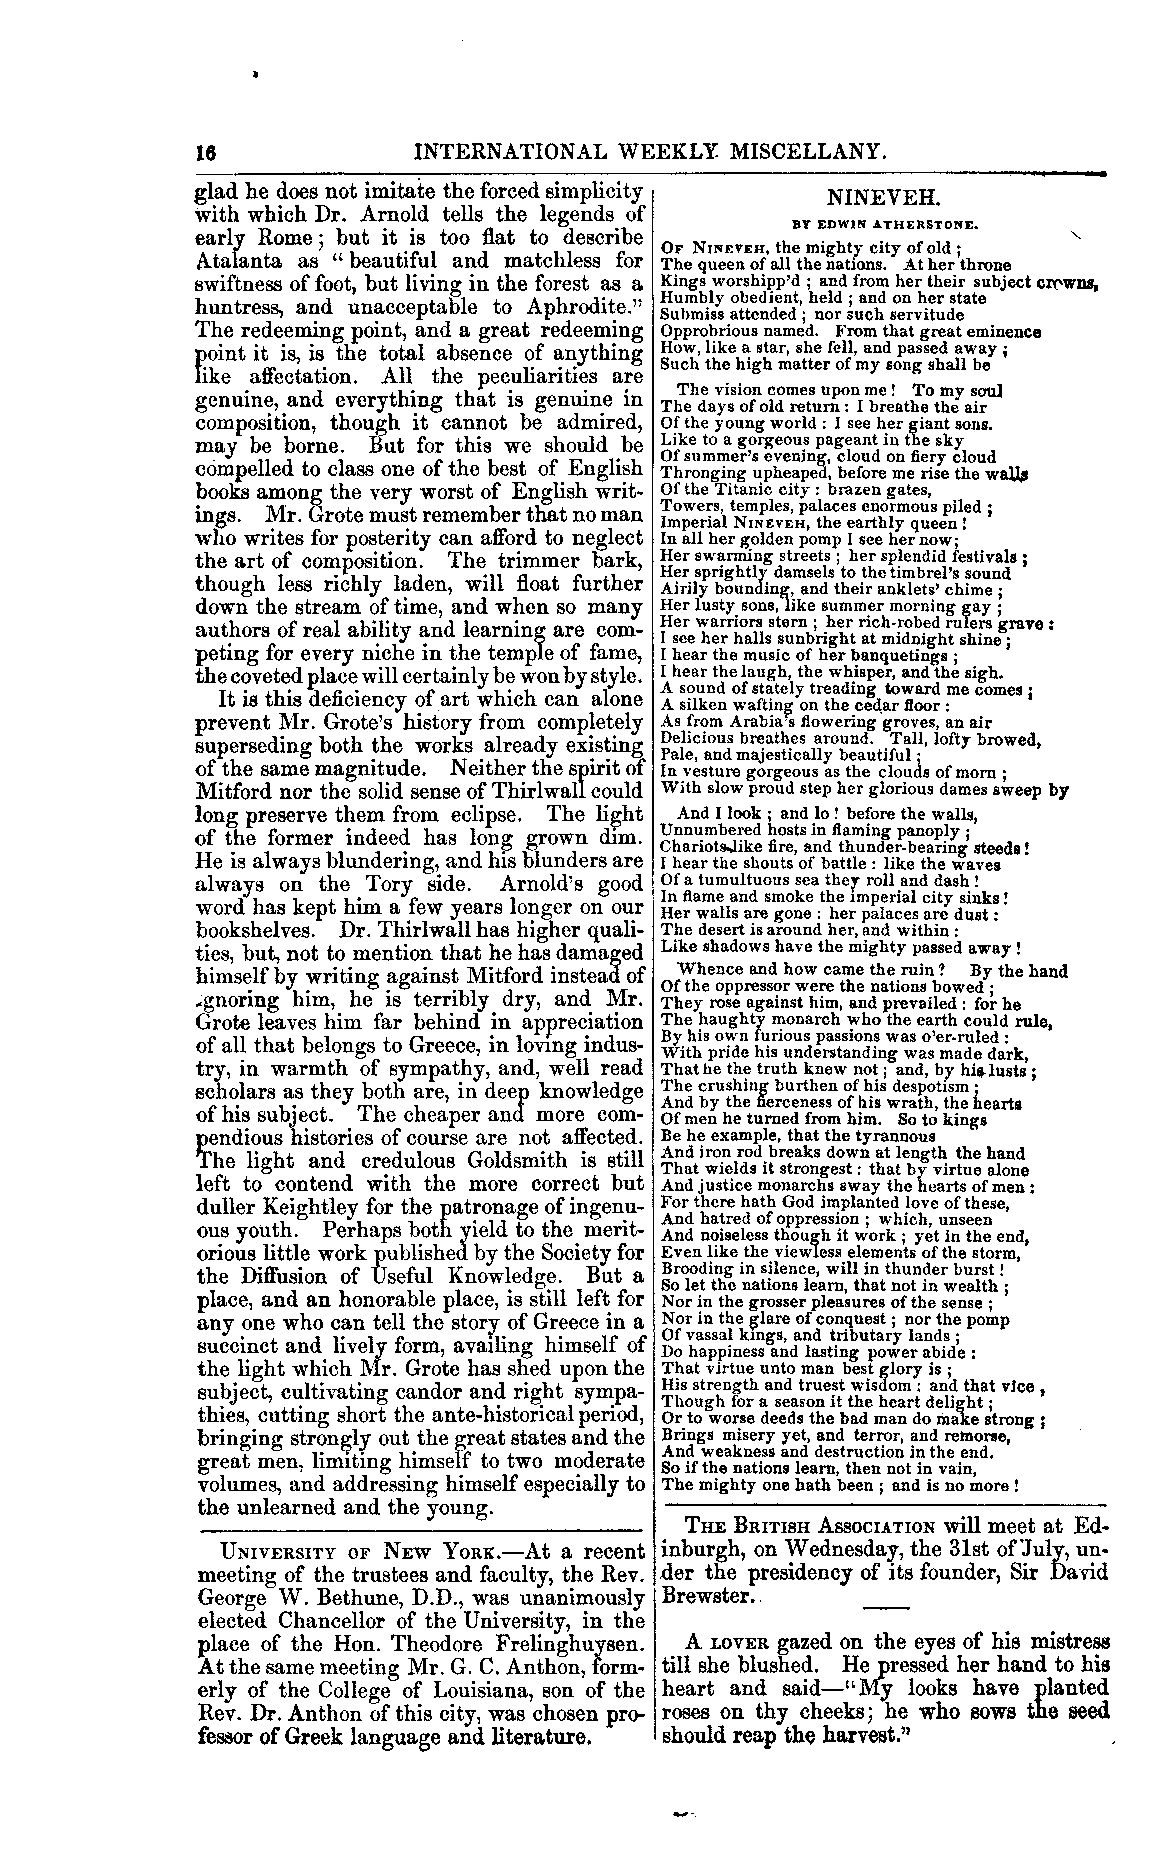 16 INTERNATIONAL WEEKLY MISCELLANY.
glad he does not imitate the forced simplicity
with which Dr. Arnold tells the legends of
early Rome; but it is too flat to describe
Atalanta as "beautiful and matchless for
swiftness of foot, but living in the forest as a
huntress, and unacceptable to Aphrodite."
The redeeming point, and a great redeeming
point it is, is the total absence of anything
like affectation. All the peculiarities are
genuine, and everything that is genuine in
composition, though it cannot be admired,
may be borne. But for this we should be
compelled to class one of the best of English
books among the very worst of English writ-
ings. Mr. Grote must remember that no man
who writes for posterity can afford to neglect
the art of composition. The trimmer bark,
though less richly laden, will float further
down the stream of time, and when so many
authors of real ability and learning are com-
peting for every niche in the temple of fame,
the coveted place will certainly be won by style.
It is this deficiency of art which can alone
prevent Mr. Grote's history from completely
superseding both the works already existing
of the same magnitude. Neither the spirit of
Mitford nor the solid sense of Thirlwall could
long preserve them from eclipse. The light
of the former indeed has long grown dim.
He is always blundering, and his blunders are
always on the Tory side. Arnold's good
word has kept him a few years longer on our
bookshelves. Dr. Thirlwall has higher quali-
ties, but, not to mention that he has damaged
himself by writing against Mitford instead of
gnoring him, he is terribly dry, and Mr.
Grote leaves him far behind in appreciation
of all that belongs to Greece, in loving indus-
try, in warmth of sympathy, and, well read
scholars as they both are, in deep knowledge
of his subject. The cheaper and more com-
pendious histories of course are not affected.
The light and credulous Goldsmith is still
left to contend with the more correct but
duller Keightley for the patronage of ingenu-
ous youth. Perhaps both yield to the merit-
orious little work published by the Society for
the Diffusion of Useful Knowledge. But a
place, and an honorable place, is still left for
any one who can tell the story of Greece in a
succinct and lively form, availing himself of
the light which Mr. Grote has shed upon the
subject, cultivating candor and right sympa-
thies, cutting short the ante-historical period,
bringing strongly out the great states and the
great men, limiting himself to two moderate
volumes, and addressing himself especially to
the unlearned and the young.
UNIVERSITY OF NEW YORK.—At a recent
meeting of the trustees and faculty, the Rev.
George W. Bethune, D.D., was unanimously
elected Chancellor of the University, in the
place of the Hon. Theodore Frelinghuysen.
At the same meeting Mr. G. C. Anthon, form-
erly of the College of Louisiana, son of the
Rev. Dr. Anthon of this city, was chosen pro-
fessor of Greek language and literature.
NINEVEH.
BY EDWIN ATHERSTONE.
OF NINEVEH, the mighty city of old;
The queen of all the nations. At her throne
Kings worshipp'd; and from her their subject crowns,
Humbly obedient, held; and on her state
Submiss attended; nor such servitude
Opprobrious named. From that great eminence
How, like a star, she fell, and passed away;
Such the high matter of my song shall be
The vision comes upon me! To my soul
The days of old return: I breathe the air
Of the young world: I see her giant sons.
Like to a gorgeous pageant in the sky
Of summer's evening, cloud on fiery cloud
Thronging upheaped, before me rise the walls
Of the Titanic city: brazen gates,
Towers, temples, palaces enormous piled;
Imperial NINEVEH, the earthly queen!
In all her golden pomp I see her now;
Her swarming streets; her splendid festivals;
Her sprightly damsels to the timbrel's sound
Airily bounding, and their anklets' chime;
Her lusty sons, like summer morning gay;
Her warriors stern; her rich-robed rulers grave:
I see her halls sunbright at midnight shine;
I hear the music of her banquetings;
I hear the laugh, the whisper, and the sigh.
A sound of stately treading toward me comes;
A silken wafting on the cedar floor:
As from Arabia's flowering groves, an air
Delicious breathes around. Tall, lofty browed,
Pale, and majestically beautiful;
In vesture gorgeous as the clouds of morn;
With slow proud step her glorious dames sweep by
And I look; and lo! before the walls,
Unnumbered hosts in flaming panoply;
Chariots like fire, and thunder-bearing steeds!
I hear the shouts of battle: like the waves
Of a tumultuous sea they roll and dash!
In flame and smoke the imperial city sinks!
Her walls are gone: her palaces are dust:
The desert is around her, and within:
Like shadows have the mighty passed away!
Whence and how came the ruin? By the hand
Of the oppressor were the nations bowed;
They rose against him, and prevailed: for he
The haughty monarch who the earth could rule,
By his own furious passions was o'er-ruled:
With pride his understanding was made dark,
That he the truth knew not; and, by his lusts;
The crushing burthen of his despotism;
And by the fierceness of his wrath, the hearts
Of men he turned from him. So to kings
Be he example, that the tyrannous
And iron rod breaks down at length the hand
That wields it strongest: that by virtue alone
And justice monarchs sway the hearts of men:
For there hath God implanted love of these,
And hatred of oppression; which, unseen
And noiseless though it work; yet in the end,
Even like the viewless elements of the storm,
Brooding in silence, will in thunder burst!
So let the nations learn, that not in wealth;
Nor in the grosser pleasures of the sense;
Nor in the glare of conquest; nor the pomp
Of vassal kings, and tributary lands;
Do happiness and lasting power abide:
That virtue unto man best glory is;
His strength and truest wisdom: and that vice,
Though for a season it the heart delight;
Or to worse deeds the bad man do make strong;
Brings misery yet, and terror, and remorse,
And weakness and destruction in the end.
So if the nations learn, then not in vain,
The mighty one hath been; and is no more!
THE BRITISH ASSOCIATION will meet at Ed-
inburgh, on Wednesday, the 31st of July, un-
der the presidency of its founder, Sir David
Brewster.
A LOVER gazed on the eyes of his mistress
till she blushed. He pressed her hand to his
heart and said—"My looks have planted
roses on thy cheeks; he who sows the seed
should reap the harvest."